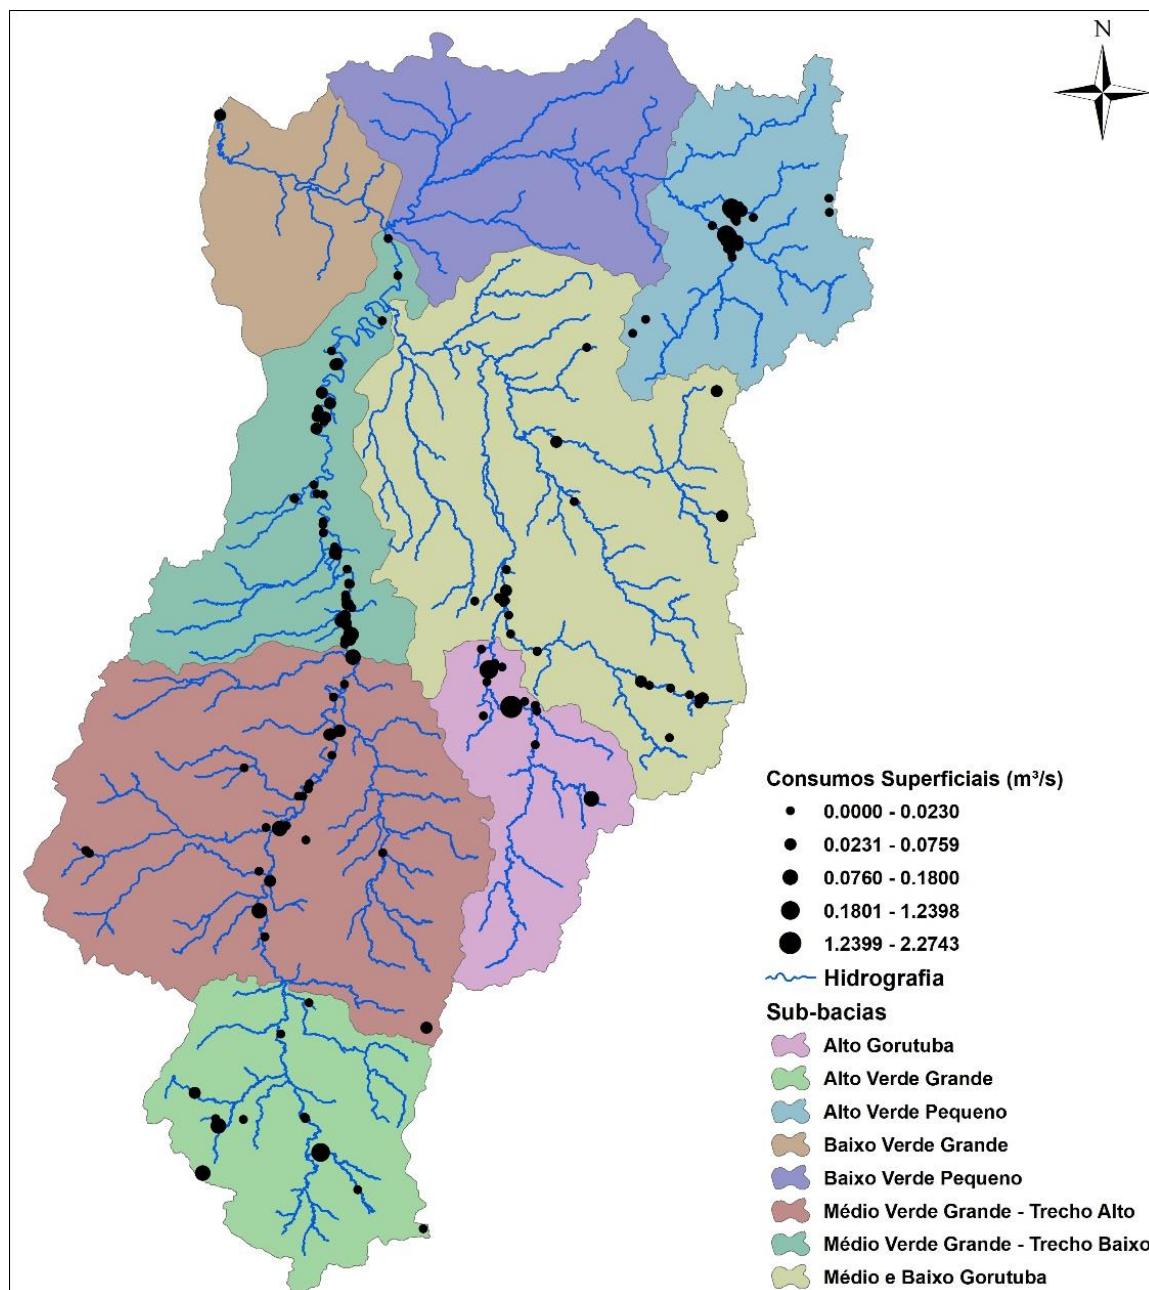 N
Consumos Superficiais (m³/s)
0.0000 - 0.0230
0.0231 - 0.0759
0.0760 - 0.1800
0.1801 - 1.2398
1.2399 - 2.2743
Hidrografia
Sub-bacias
Alto Gorutuba
Alto Verde Grande
Alto Verde Pequeno
Baixo Verde Grande
Baixo Verde Pequeno
Médio Verde Grande - Trecho Alto
Médio Verde Grande - Trecho Baixo
Médio e Baixo Gorutuba